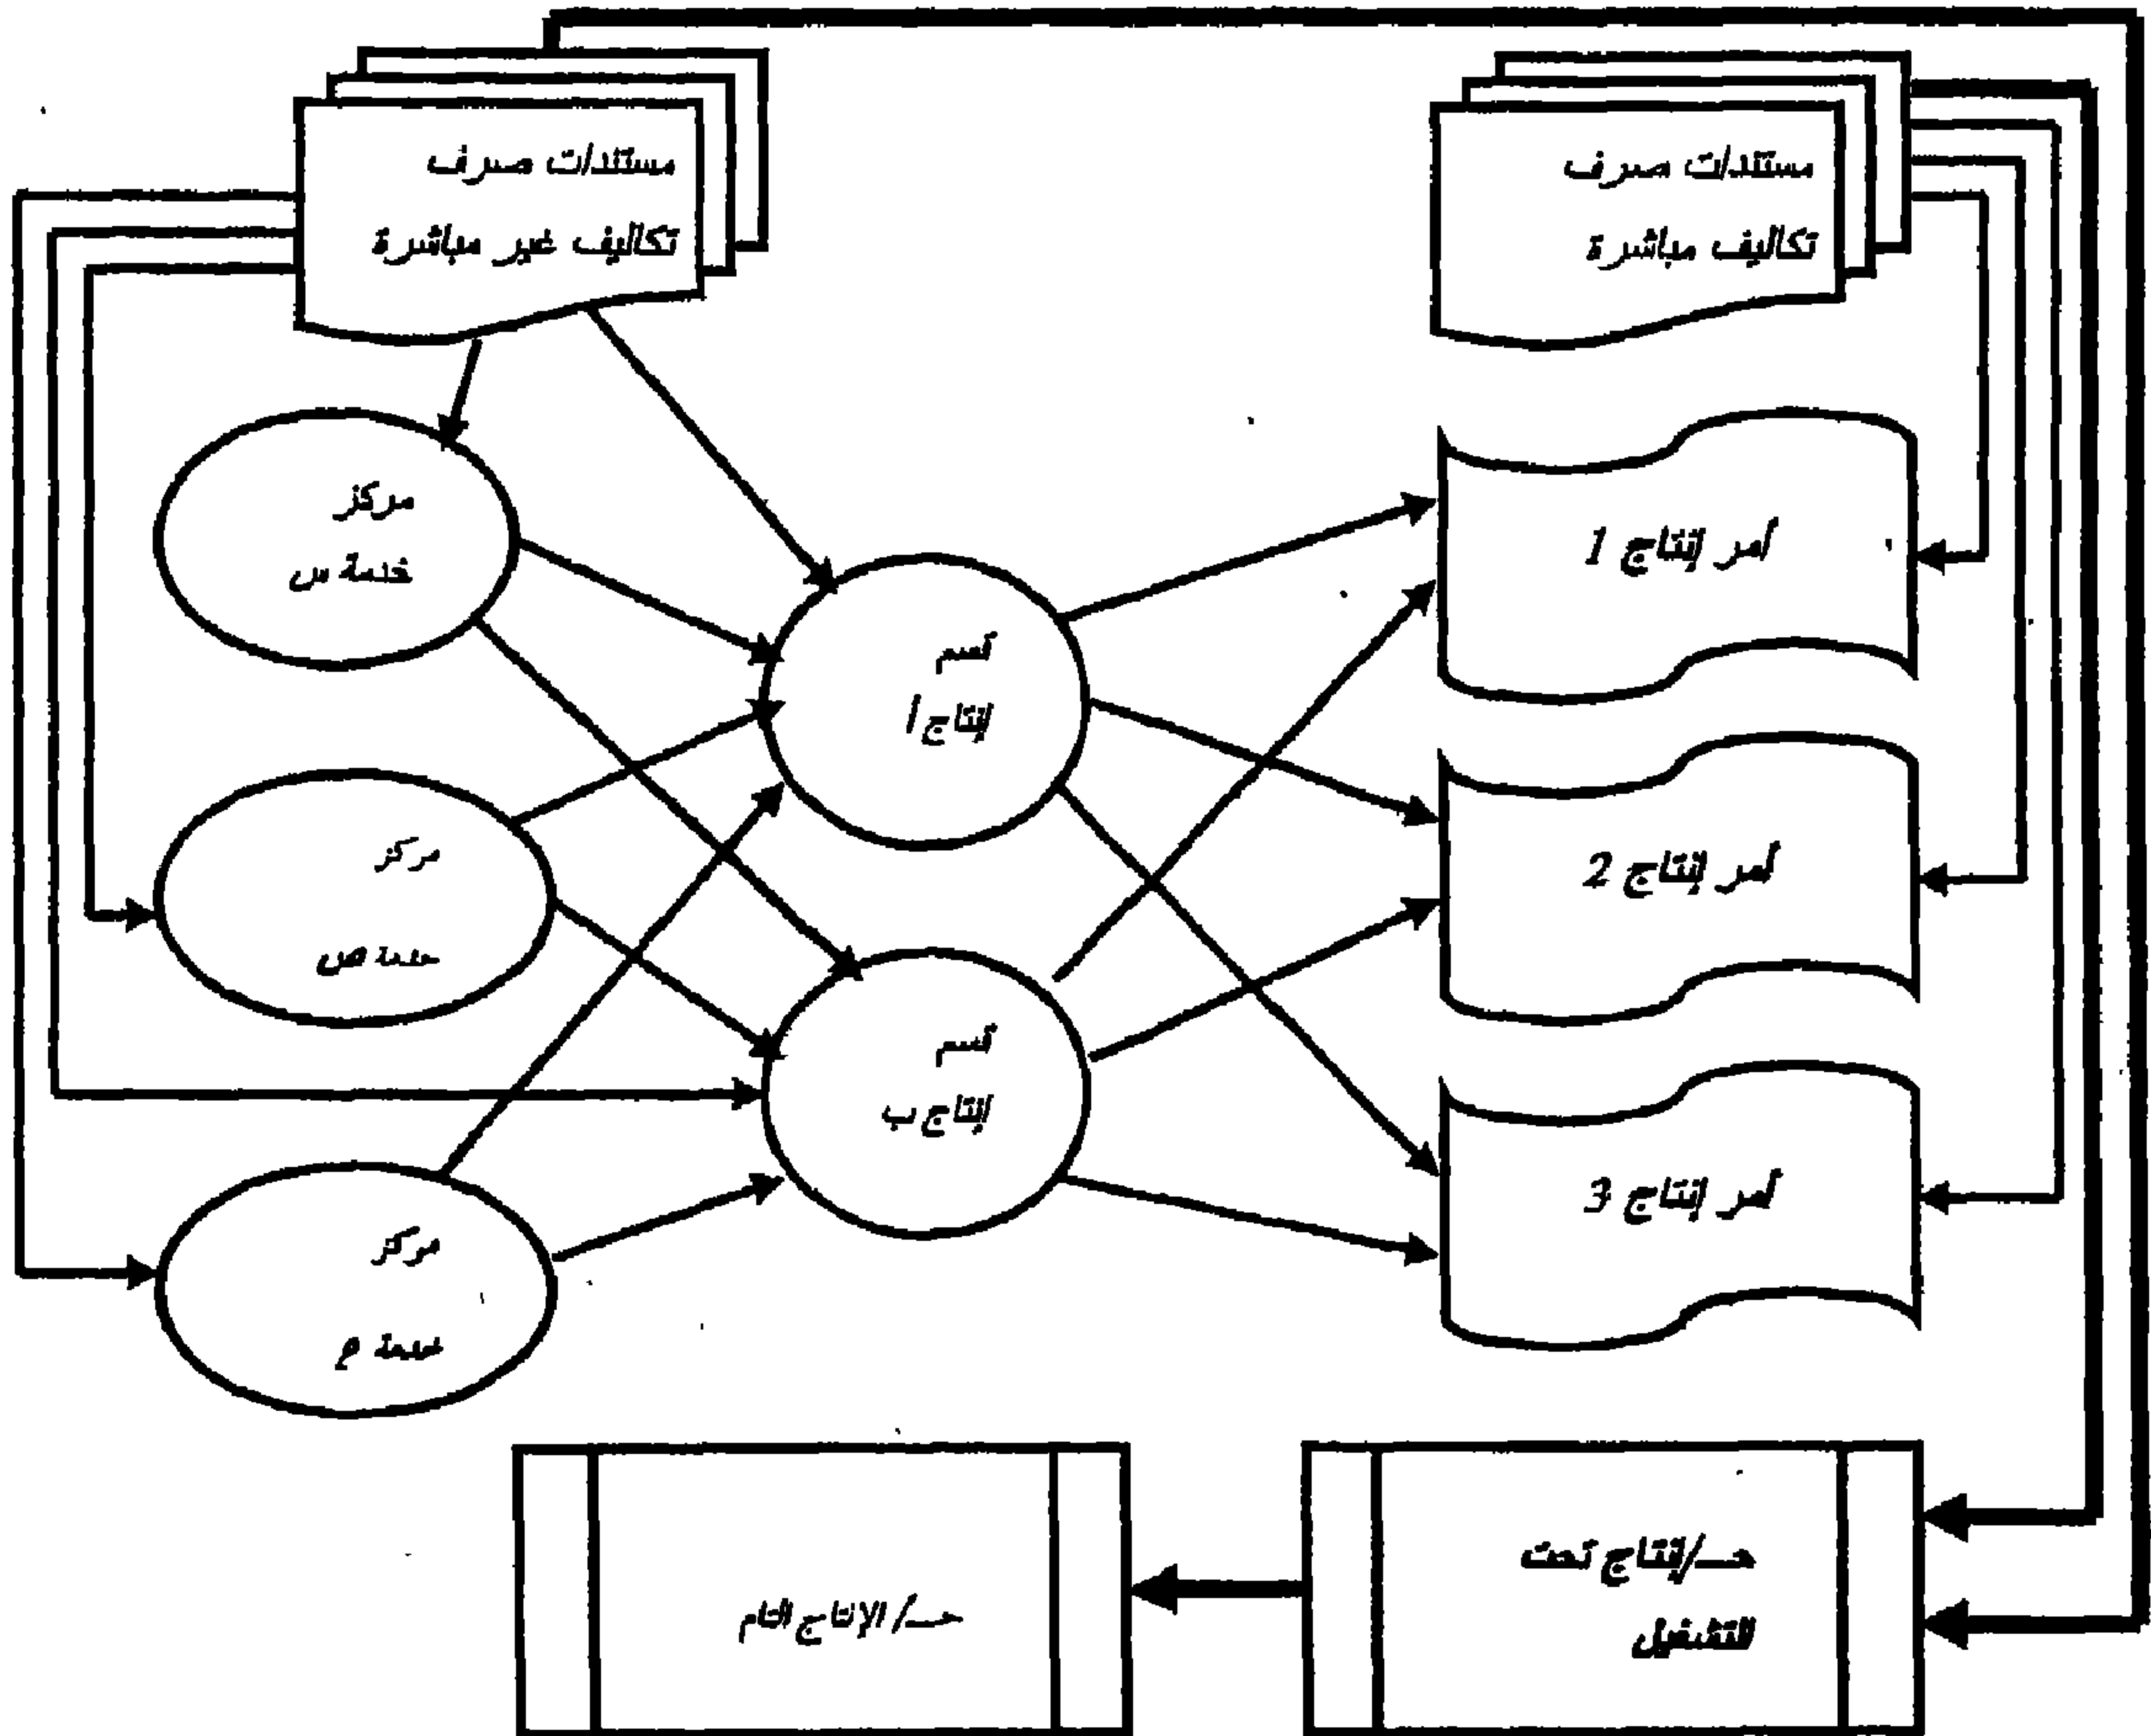 مستندات صرف
تكاليف مباشرة
مستندات صرف
تكاليف غير مباشرة
أمر إنتاج 1
مركز
خدمة س
قسم
إنتاج أ
أمر إنتاج 2
مركز
خدمة ص
قسم
إنتاج ب
أمر إنتاج 3
مركز
خدمة م
حـ/إنتاج تحت
التشغيل
حـ/الإنتاج التام